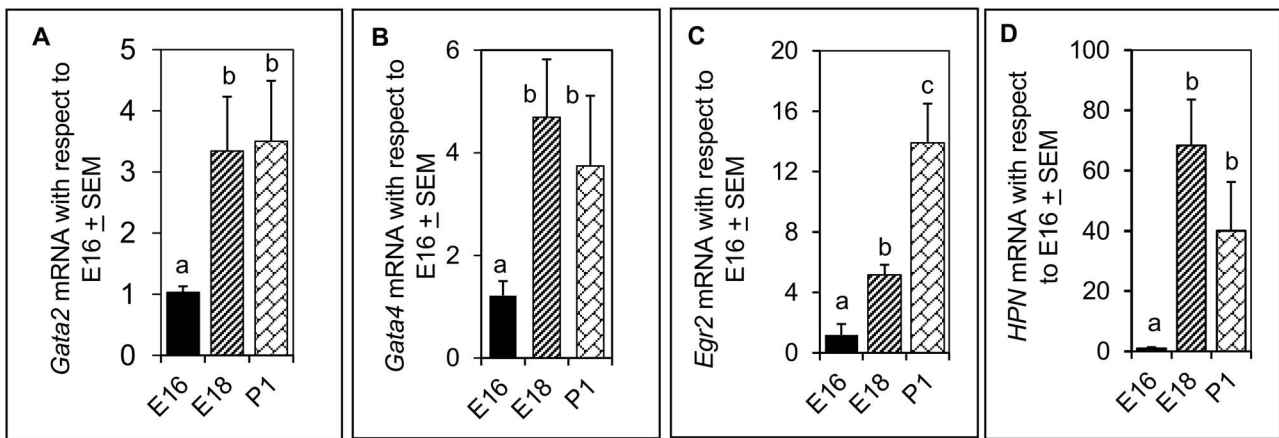 A
Gata2 mRNA with respect to
E16 ± SEM
5
4
3
2
1
0
a
b
b
E16
E18
P1
B
Gata4 mRNA with respect to
E16 ± SEM
6
4
2
0
a
b
b
E16
E18
P1
C
Egr2 mRNA with respect to
E16 ± SEM
20
16
12
8
4
0
a
b
c
E16
E18
P1
D
HPN mRNA with respect
to E16 ± SEM
100
80
60
40
20
0
a
b
b
E16
E18
P1